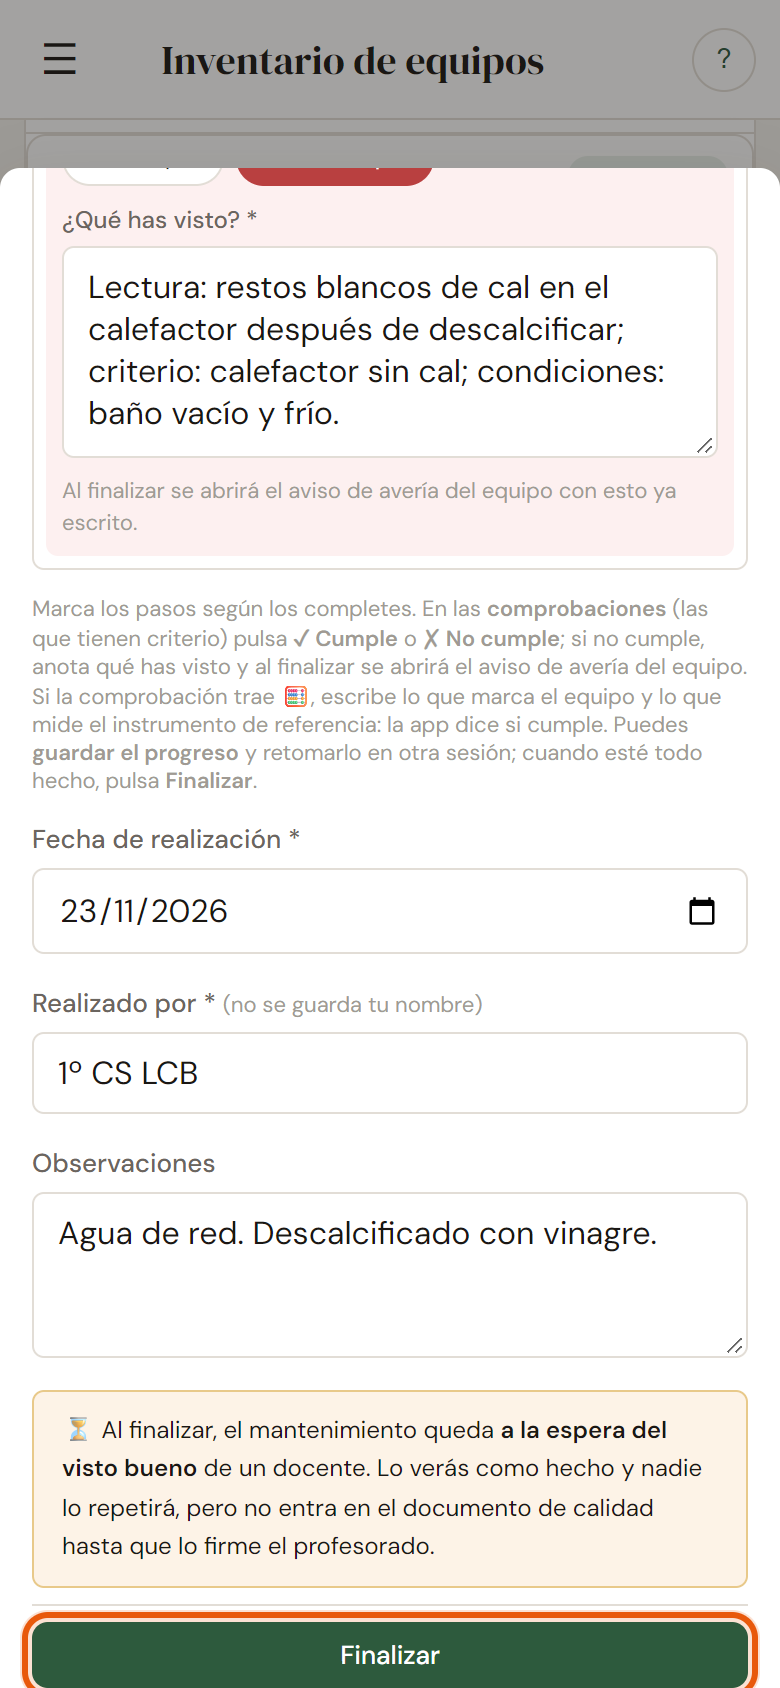 Inventario de equipos
?
¿Qué has visto? *
Lectura: restos blancos de cal en el
calefactor después de descalcificar;
criterio: calefactor sin cal; condiciones:
baño vacío y frío.
Al finalizar se abrirá el aviso de avería del equipo con esto ya
escrito.
Marca los pasos según los completes. En las comprobaciones (las
que tienen criterio) pulsa ✓ Cumple o ✗ No cumple; si no cumple,
anota qué has visto y al finalizar se abrirá el aviso de avería del equipo.
Si la comprobación trae 🧮, escribe lo que marca el equipo y lo que
mide el instrumento de referencia: la app dice si cumple. Puedes
guardar el progreso y retomarlo en otra sesión; cuando esté todo
hecho, pulsa Finalizar.
Fecha de realización *
23/11/2026
Realizado por * (no se guarda tu nombre)
1º CS LCB
Observaciones
Agua de red. Descalcificado con vinagre.
⏳ Al finalizar, el mantenimiento queda a la espera del
visto bueno de un docente. Lo verás como hecho y nadie
lo repetirá, pero no entra en el documento de calidad
hasta que lo firme el profesorado.
Finalizar